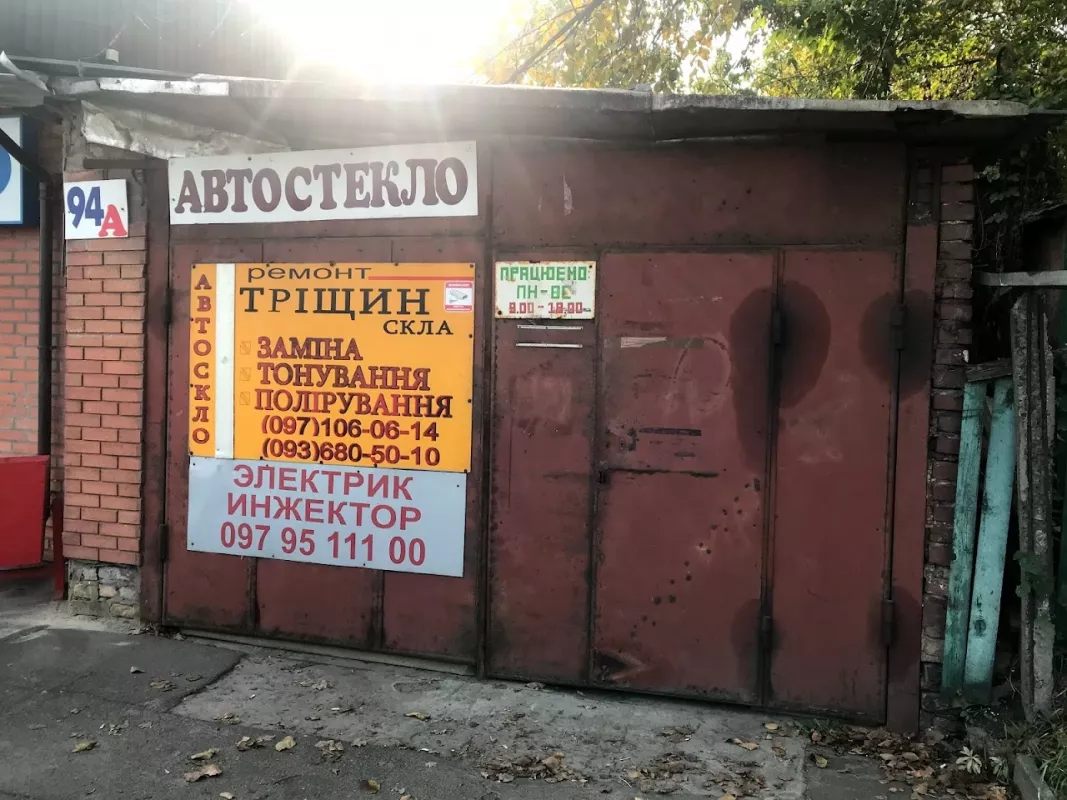 АВТОСТЕКЛО
94А
АВТОСКЛО
ремонт
ТРІЩИН
СКЛА
ЗАМІНА
ТОНУВАННЯ
ПОЛІРУВАННЯ
(097)106-06-14
(093)680-50-10
ПРАЦЮЄМО:
ПН-ВС
9.00-18.00
ЭЛЕКТРИК
ИНЖЕКТОР
097 95 111 00